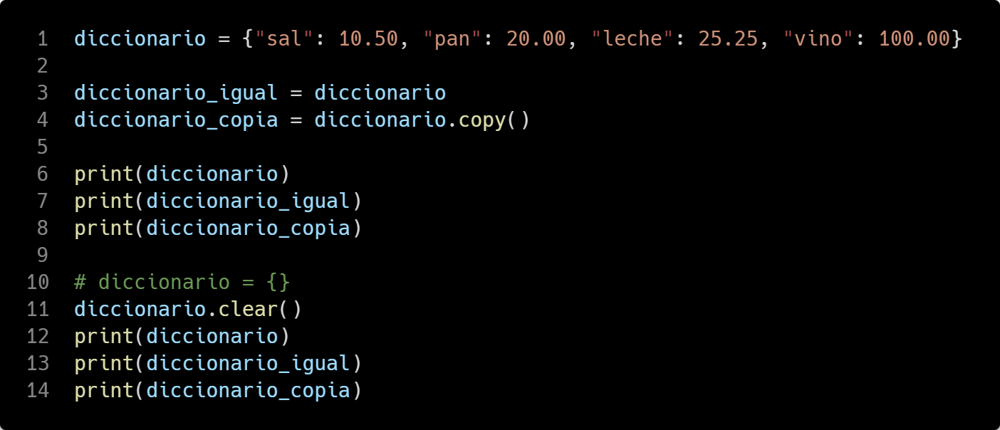 1 diccionario = {"sal": 10.50, "pan": 20.00, "leche": 25.25, "vino": 100.00}
2
3 diccionario_igual = diccionario
4 diccionario_copia = diccionario.copy()
5
6 print(diccionario)
7 print(diccionario_igual)
8 print(diccionario_copia)
9
10 # diccionario = {}
11 diccionario.clear()
12 print(diccionario)
13 print(diccionario_igual)
14 print(diccionario_copia)